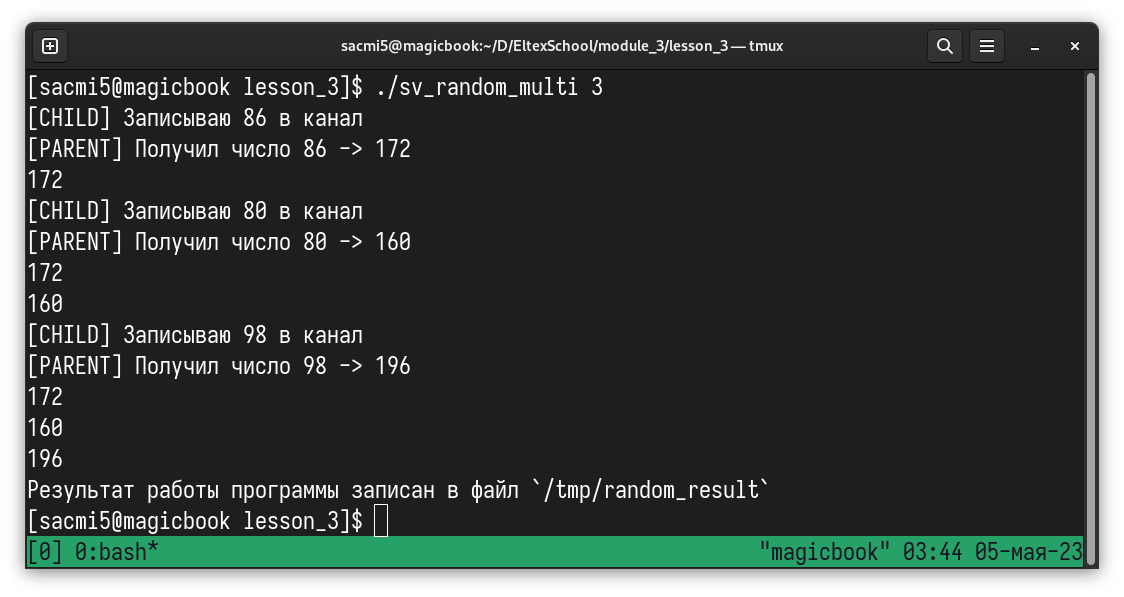 sacmi5@magicbook:~/D/EltexSchool/module_3/lesson_3 — tmux
[sacmi5@magicbook lesson_3]$ ./sv_random_multi 3
[CHILD] Записываю 86 в канал
[PARENT] Получил число 86 -> 172
172
[CHILD] Записываю 80 в канал
[PARENT] Получил число 80 -> 160
172
160
[CHILD] Записываю 98 в канал
[PARENT] Получил число 98 -> 196
172
160
196
Результат работы программы записан в файл `/tmp/random_result`
[sacmi5@magicbook lesson_3]$
[0] 0:bash* "magicbook" 03:44 05-мая-23